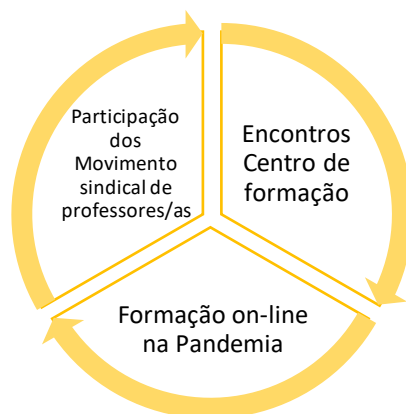 Participação
dos
Movimento
sindical de
professores/as
Encontros
Centro de
formação
Formação on-line
na Pandemia